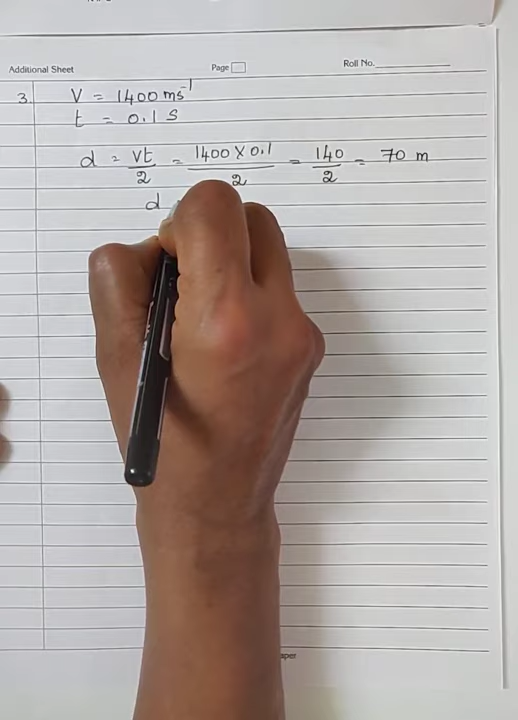 Additional Sheet Page Roll No.
3. V = 1400 ms⁻¹
t = 0.1 s
d = Vt/2 = 1400 X 0.1/2 = 140/2 = 70 m
d